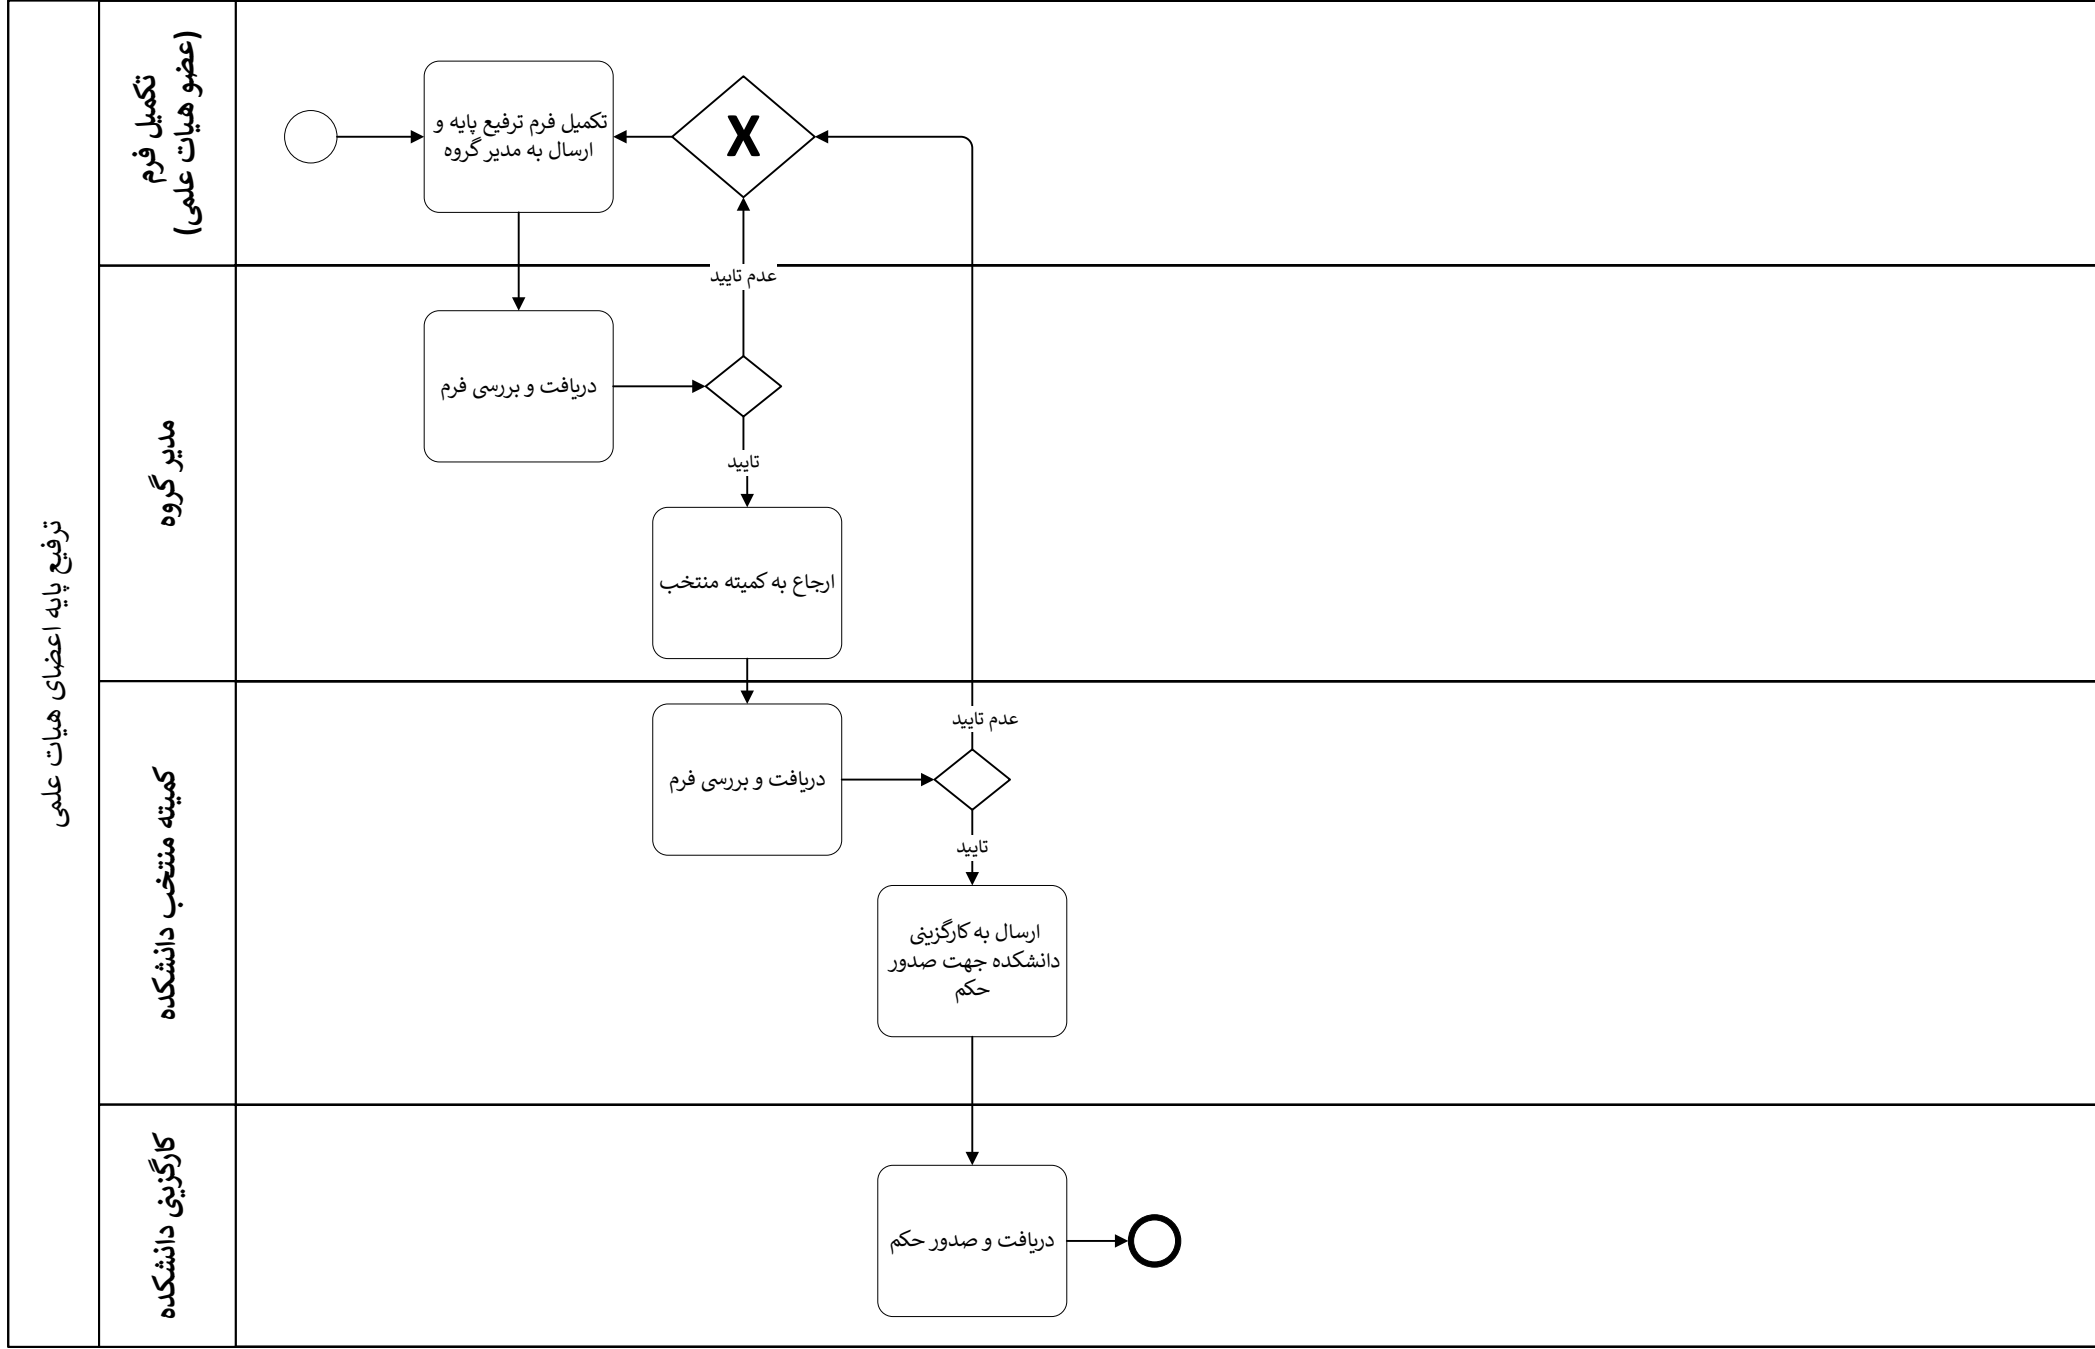 ترفیع پایه اعضای هیات علمی
تکمیل فرم
(عضو هیات علمی)
تکمیل فرم ترفیع پایه و
ارسال به مدیر گروه
X
مدیر گروه
عدم تایید
دریافت و بررسی فرم
تایید
ارجاع به کمیته منتخب
کمیته منتخب دانشکده
عدم تایید
دریافت و بررسی فرم
تایید
ارسال به کارگزینی
دانشکده جهت صدور
حکم
کارگزینی دانشکده
دریافت و صدور حکم